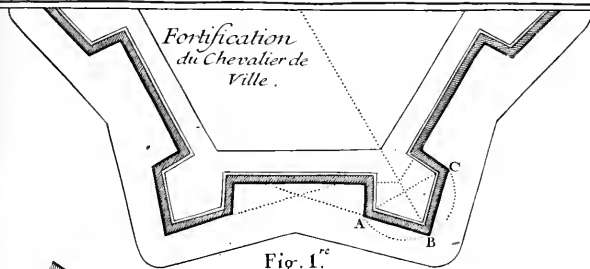 Fortification
du Chevalier de
Ville.
C
A
B
Fig. 1.re